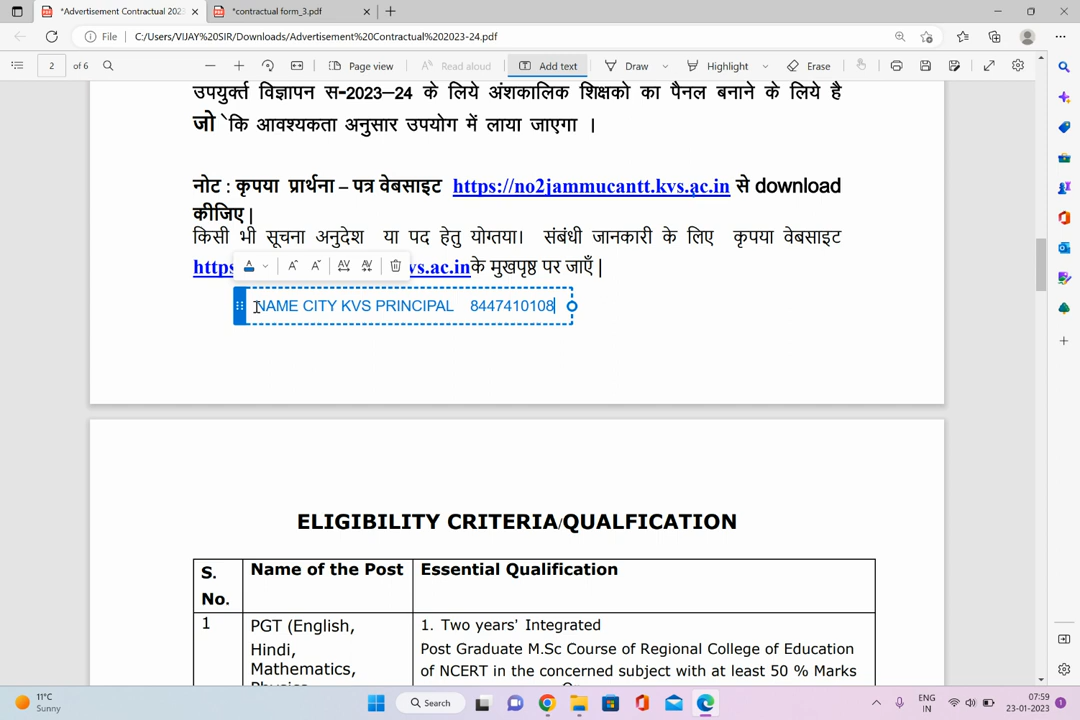 *Advertisement Contractual 2023
*contractual form_3.pdf
File
C:/Users/VIJAY%20SIR/Downloads/Advertisement%20Contractual%202023-24.pdf
2 of 6
Page view
Read aloud
Add text
Draw
Highlight
Erase
उपयुर्क्त विज्ञापन स-2023–24 के लिये अंशकालिक शिक्षको का पैनल बनाने के लिये है
जो `कि आवश्यकता अनुसार उपयोग में लाया जाएगा ।
नोट : कृपया प्रार्थना – पत्र वेबसाइट https://no2jammucantt.kvs.ac.in से download
कीजिए|
किसी भी सूचना अनुदेश या पद हेतु योग्तया। संबंधी जानकारी के लिए कृपया वेबसाइट
https vs.ac.inके मुखपृष्ठ पर जाएँ|
NAME CITY KVS PRINCIPAL 8447410108
ELIGIBILITY CRITERIA/QUALFICATION
S. No.
Name of the Post
Essential Qualification
1
PGT (English,
Hindi,
Mathematics,
1. Two years' Integrated
Post Graduate M.Sc Course of Regional College of Education
of NCERT in the concerned subject with at least 50 % Marks
11°C
Sunny
Search
ENG
IN
07:59
23-01-2023
1